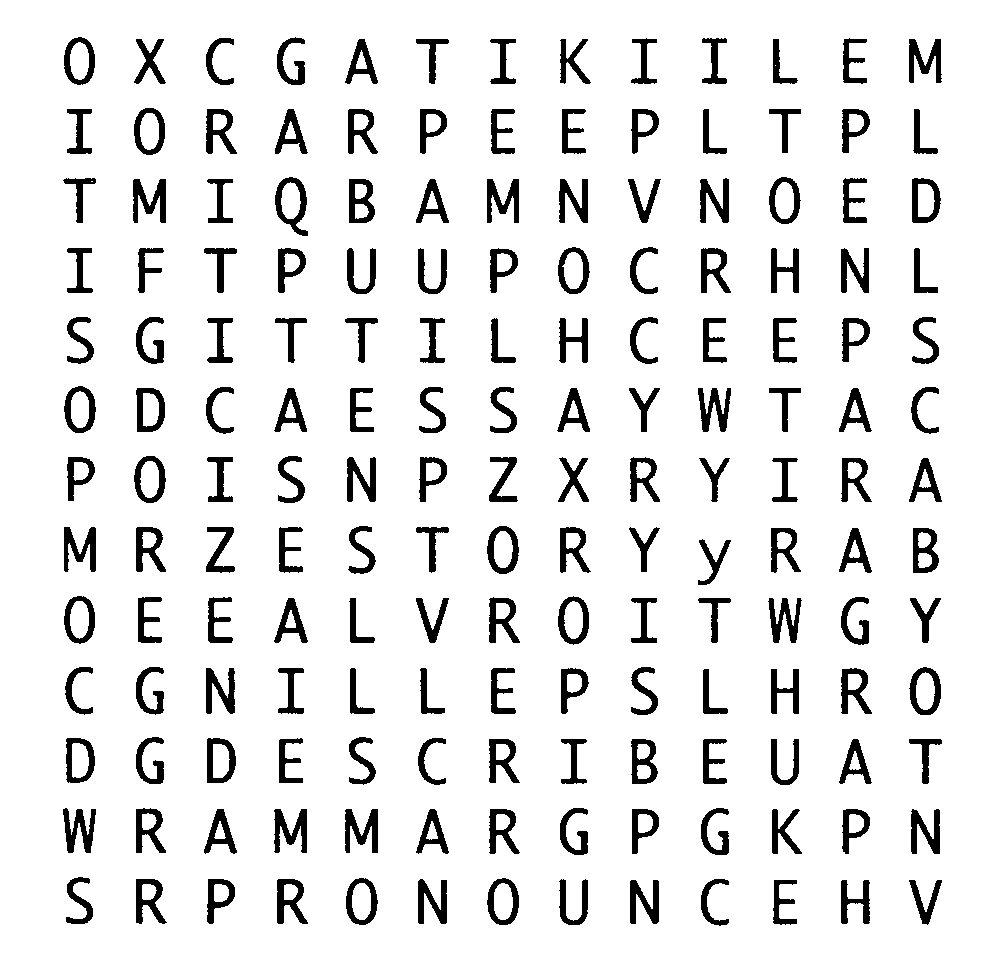 O X C G A T I K I I L E M
I O R A R P E E P L T P L
T M I Q B A M N V N O E D
I F T P U U P O C R H N L
S G I T T I L H C E E P S
O D C A E S S A Y W T A C
P O I S N P Z X R Y I R A
M R Z E S T O R Y y R A B
O E E A L V R O I T W G Y
C G N I L L E P S L H R O
D G D E S C R I B E U A T
W R A M M A R G P G K P N
S R P R O N O U N C E H V